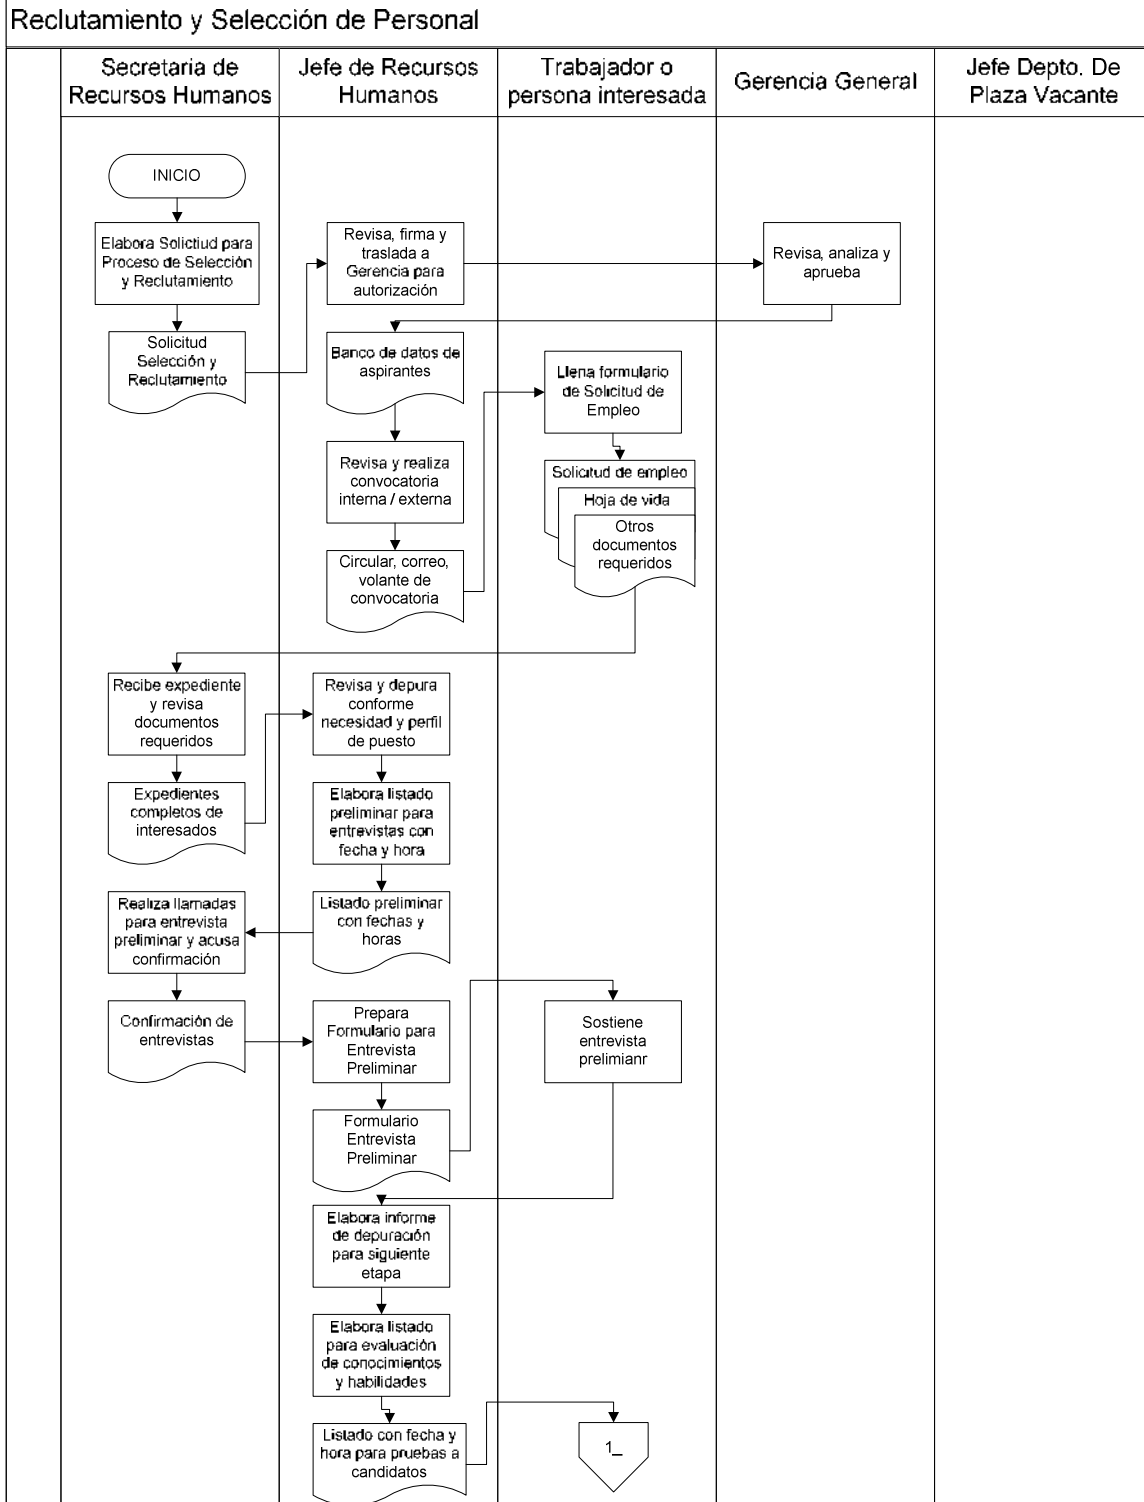 Reclutamiento y Selección de Personal
Secretaria de
Recursos Humanos
Jefe de Recursos
Humanos
Trabajador o
persona interesada
Gerencia General
Jefe Depto. De
Plaza Vacante
INICIO
Elabora Solictiud para
Proceso de Selección
y Reclutamiento
Revisa, firma y
traslada a
Gerencia para
autorización
Revisa, analiza y
aprueba
Solicitud
Selección y
Reclutamiento
Banco de datos de
aspirantes
Llena formulario
de Solicitud de
Empleo
Revisa y realiza
convocatoria
interna / externa
Solicitud de empleo
Hoja de vida
Otros
documentos
requeridos
Circular, correo,
volante de
convocatoria
Recibe expediente
y revisa
documentos
requeridos
Revisa y depura
conforme
necesidad y perfil
de puesto
Expedientes
completos de
interesados
Elabora listado
preliminar para
entrevistas con
fecha y hora
Realiza llamadas
para entrevista
preliminar y acusa
confirmación
Listado preliminar
con fechas y
horas
Confirmación de
entrevistas
Prepara
Formulario para
Entrevista
Preliminar
Sostiene
entrevista
prelimianr
Formulario
Entrevista
Preliminar
Elabora informe
de depuración
para siguiente
etapa
Elabora listado
para evaluación
de conocimientos
y habilidades
Listado con fecha y
hora para pruebas a
candidatos
1_